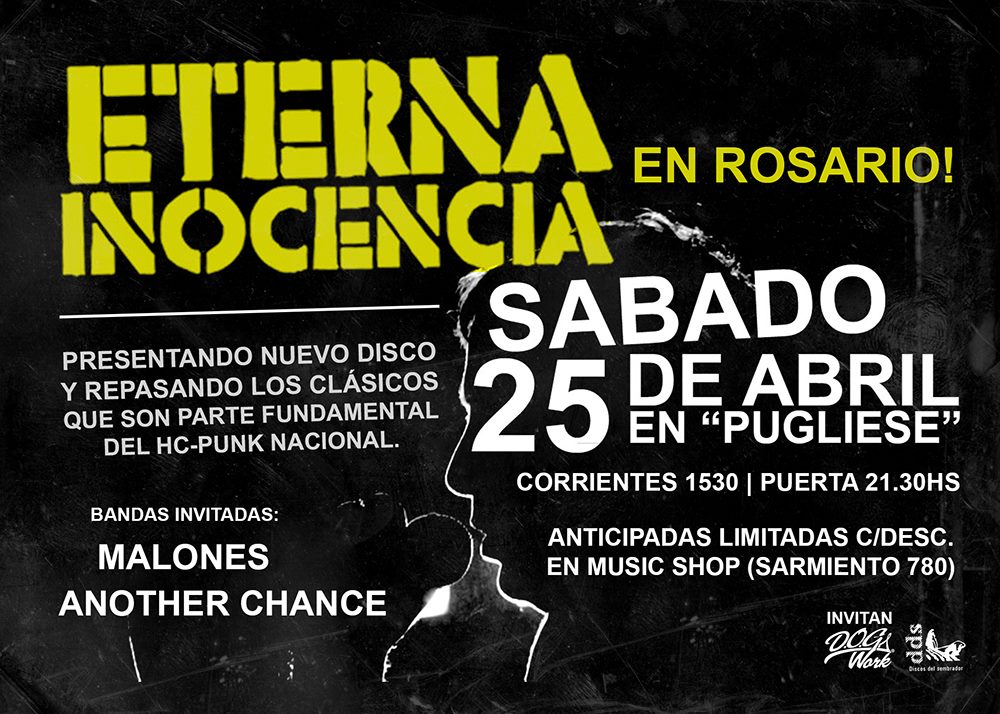 ETERNA
INOCENCIA
EN ROSARIO!
SABADO
25 DE ABRIL
EN “PUGLIESE”
CORRIENTES 1530 | PUERTA 21.30HS
PRESENTANDO NUEVO DISCO
Y REPASANDO LOS CLÁSICOS
QUE SON PARTE FUNDAMENTAL
DEL HC-PUNK NACIONAL.
BANDAS INVITADAS:
MALONES
ANOTHER CHANCE
ANTICIPADAS LIMITADAS C/DESC.
EN MUSIC SHOP (SARMIENTO 780)
INVITAN
D.O.G.S
Work
dds
Discos del sembrador